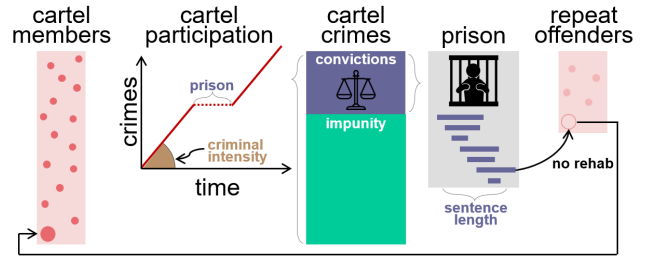 cartel
members
cartel
participation
cartel
crimes
prison
repeat
offenders
crimes
prison
criminal
intensity
time
convictions
impunity
sentence
length
no rehab